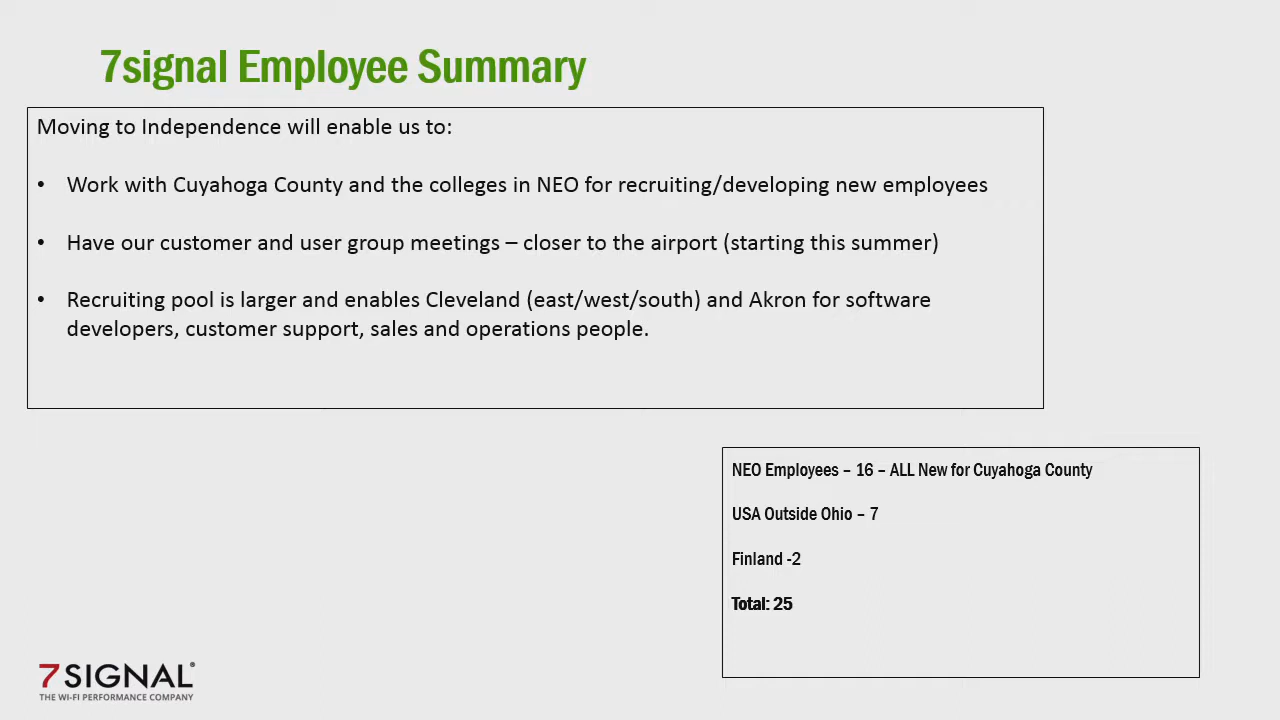 7signal Employee Summary
Moving to Independence will enable us to:
• Work with Cuyahoga County and the colleges in NEO for recruiting/developing new employees
• Have our customer and user group meetings – closer to the airport (starting this summer)
• Recruiting pool is larger and enables Cleveland (east/west/south) and Akron for software
developers, customer support, sales and operations people.
NEO Employees – 16 – ALL New for Cuyahoga County
USA Outside Ohio – 7
Finland -2
Total: 25
7SIGNAL®
THE WI-FI PERFORMANCE COMPANY